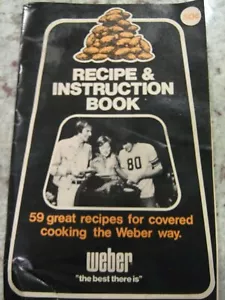 RECIPE &
INSTRUCTION
BOOK
80
59 great recipes for covered
cooking the Weber way.
weber
"the best there is"